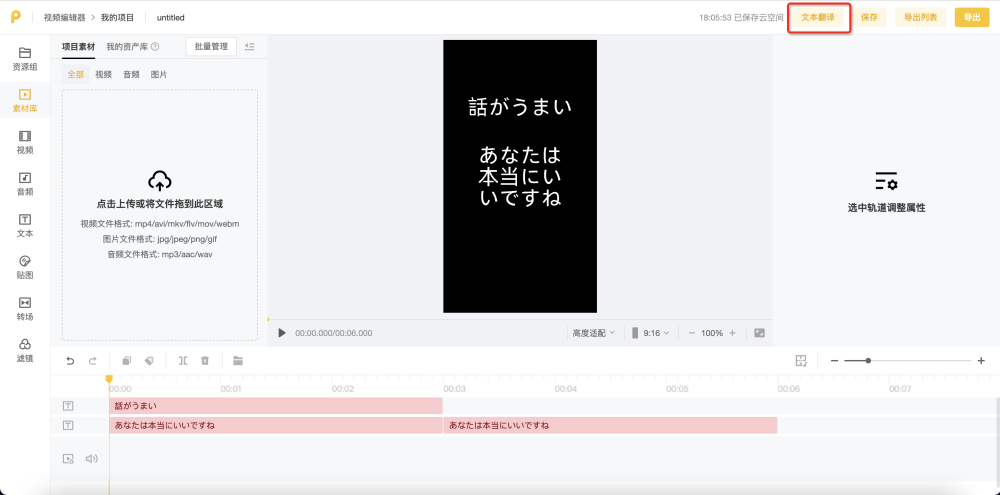 视频编辑器 > 我的项目 untitled 18:05:53 已保存云空间 文本翻译 保存 导出列表 导出
资源组
素材库
视频
音频
文本
贴图
转场
滤镜
项目素材 我的资产库 批量管理
全部 视频 音频 图片
点击上传或将文件拖到此区域
视频文件格式: mp4/avi/mkv/flv/mov/webm
图片文件格式: jpg/jpeg/png/gif
音频文件格式: mp3/aac/wav
話がうまい
あなたは
本当にい
いですね
00:00.000/00:06.000 高度适配 9:16 100%
选中轨道调整属性
00:00 00:01 00:02 00:03 00:04 00:05 00:06 00:07
話がうまい
あなたは本当にいいですね あなたは本当にいいですね